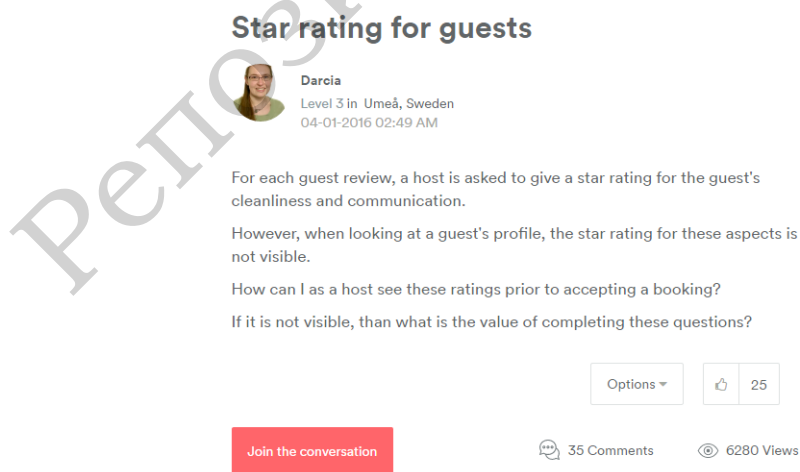 Star rating for guests
Darcia
Level 3 in Umeå, Sweden
04-01-2016 02:49 AM
For each guest review, a host is asked to give a star rating for the guest's
cleanliness and communication.
However, when looking at a guest's profile, the star rating for these aspects is
not visible.
How can I as a host see these ratings prior to accepting a booking?
If it is not visible, than what is the value of completing these questions?
Options
25
Join the conversation
35 Comments
6280 Views